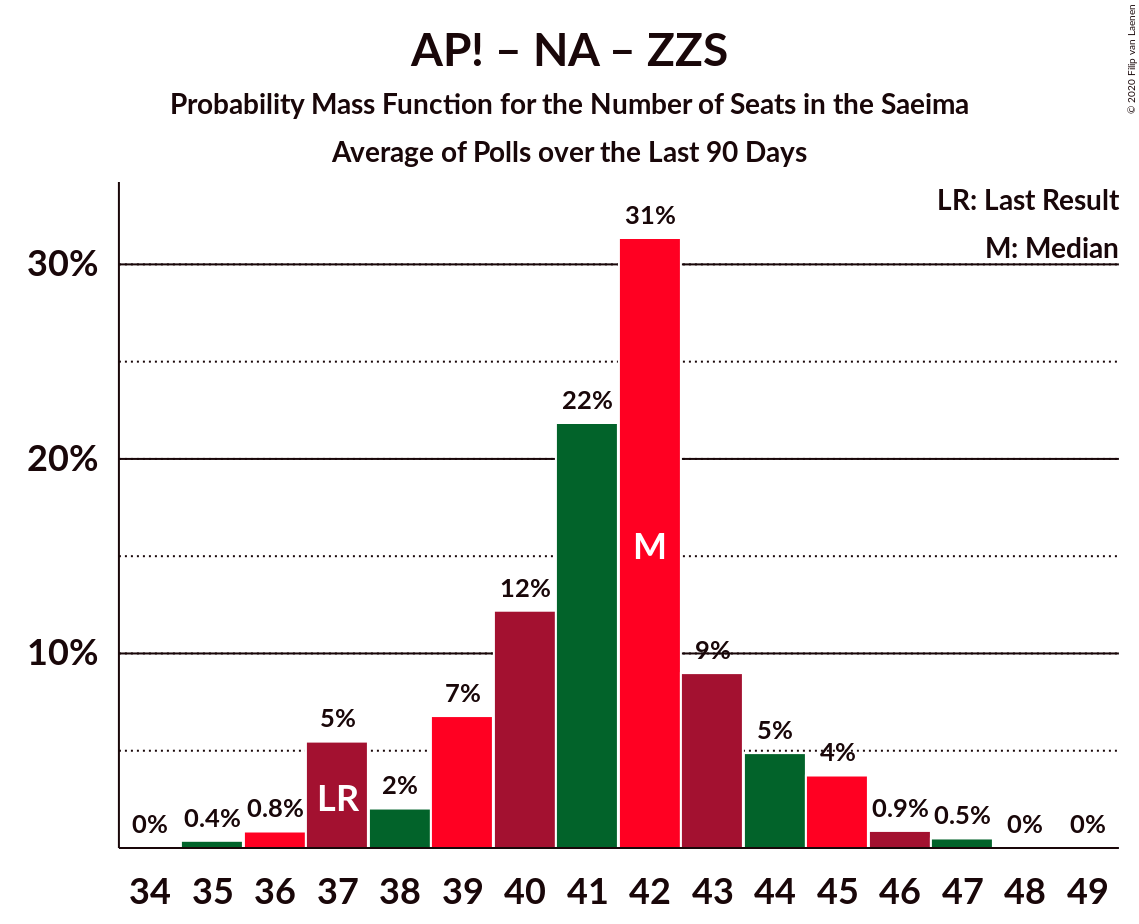 AP! – NA – ZZS
Probability Mass Function for the Number of Seats in the Saeima
Average of Polls over the Last 90 Days
© 2020 Filip van Laenen
LR: Last Result
M: Median
30%
20%
10%
0%
0.4%
0.8%
5%
2%
7%
12%
22%
31%
9%
5%
4%
0.9%
0.5%
0%
0%
LR
M
34 35 36 37 38 39 40 41 42 43 44 45 46 47 48 49